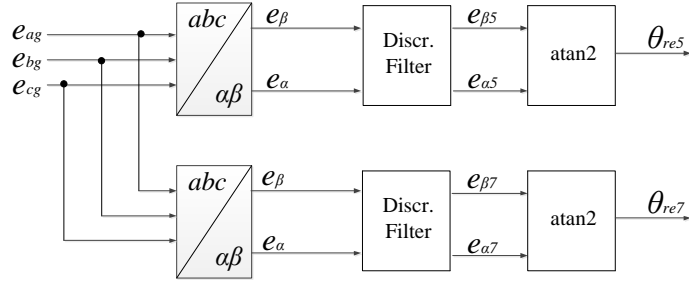 e_ag
e_bg
e_cg
abc
αβ
e_β
e_α
Discr.
Filter
e_β5
e_α5
atan2
θ_re5
abc
αβ
e_β
e_α
Discr.
Filter
e_β7
e_α7
atan2
θ_re7